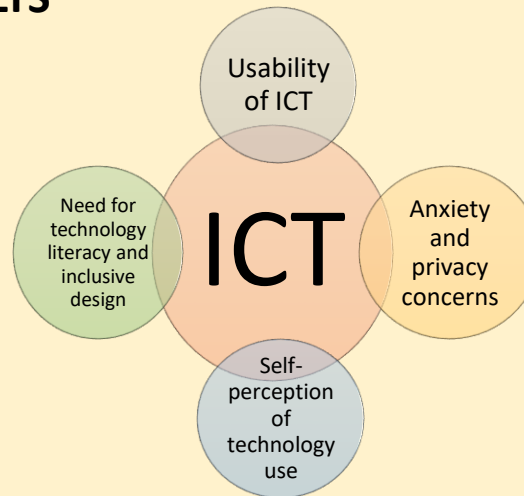 Usability
of ICT
Need for
technology
literacy and
inclusive
design
ICT
Anxiety
and
privacy
concerns
Self-
perception
of
technology
use